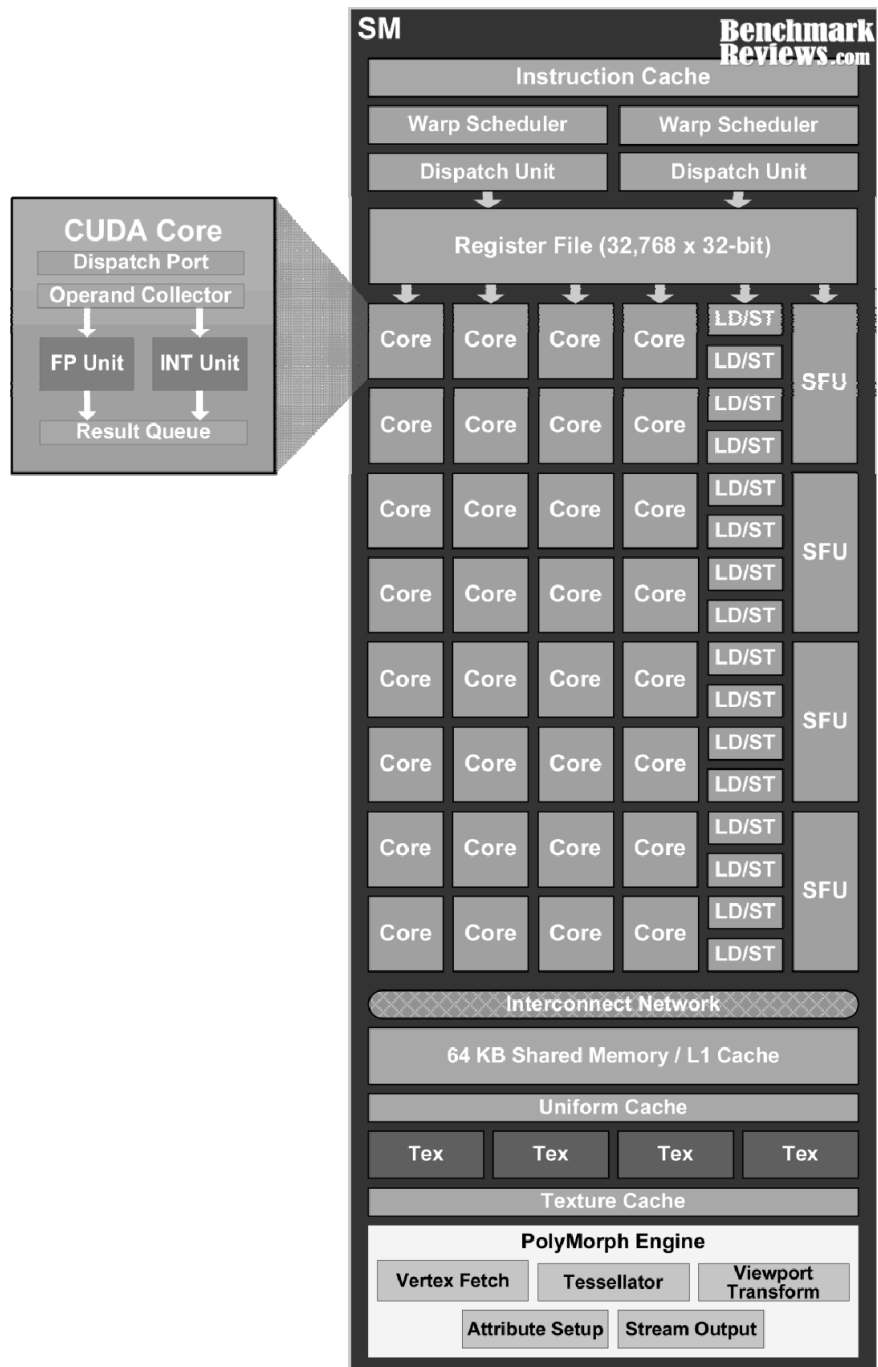 SM
Benchmark
Reviews.com
Instruction Cache
Warp Scheduler
Warp Scheduler
Dispatch Unit
Dispatch Unit
Register File (32,768 x 32-bit)
CUDA Core
Dispatch Port
Operand Collector
FP Unit
INT Unit
Result Queue
Core
Core
Core
Core
LD/ST
LD/ST
SFU
Core
Core
Core
Core
LD/ST
LD/ST
Core
Core
Core
Core
LD/ST
LD/ST
SFU
Core
Core
Core
Core
LD/ST
LD/ST
Core
Core
Core
Core
LD/ST
LD/ST
SFU
Core
Core
Core
Core
LD/ST
LD/ST
Core
Core
Core
Core
LD/ST
LD/ST
SFU
Core
Core
Core
Core
LD/ST
LD/ST
Interconnect Network
64 KB Shared Memory / L1 Cache
Uniform Cache
Tex
Tex
Tex
Tex
Texture Cache
PolyMorph Engine
Vertex Fetch
Tessellator
Viewport
Transform
Attribute Setup
Stream Output